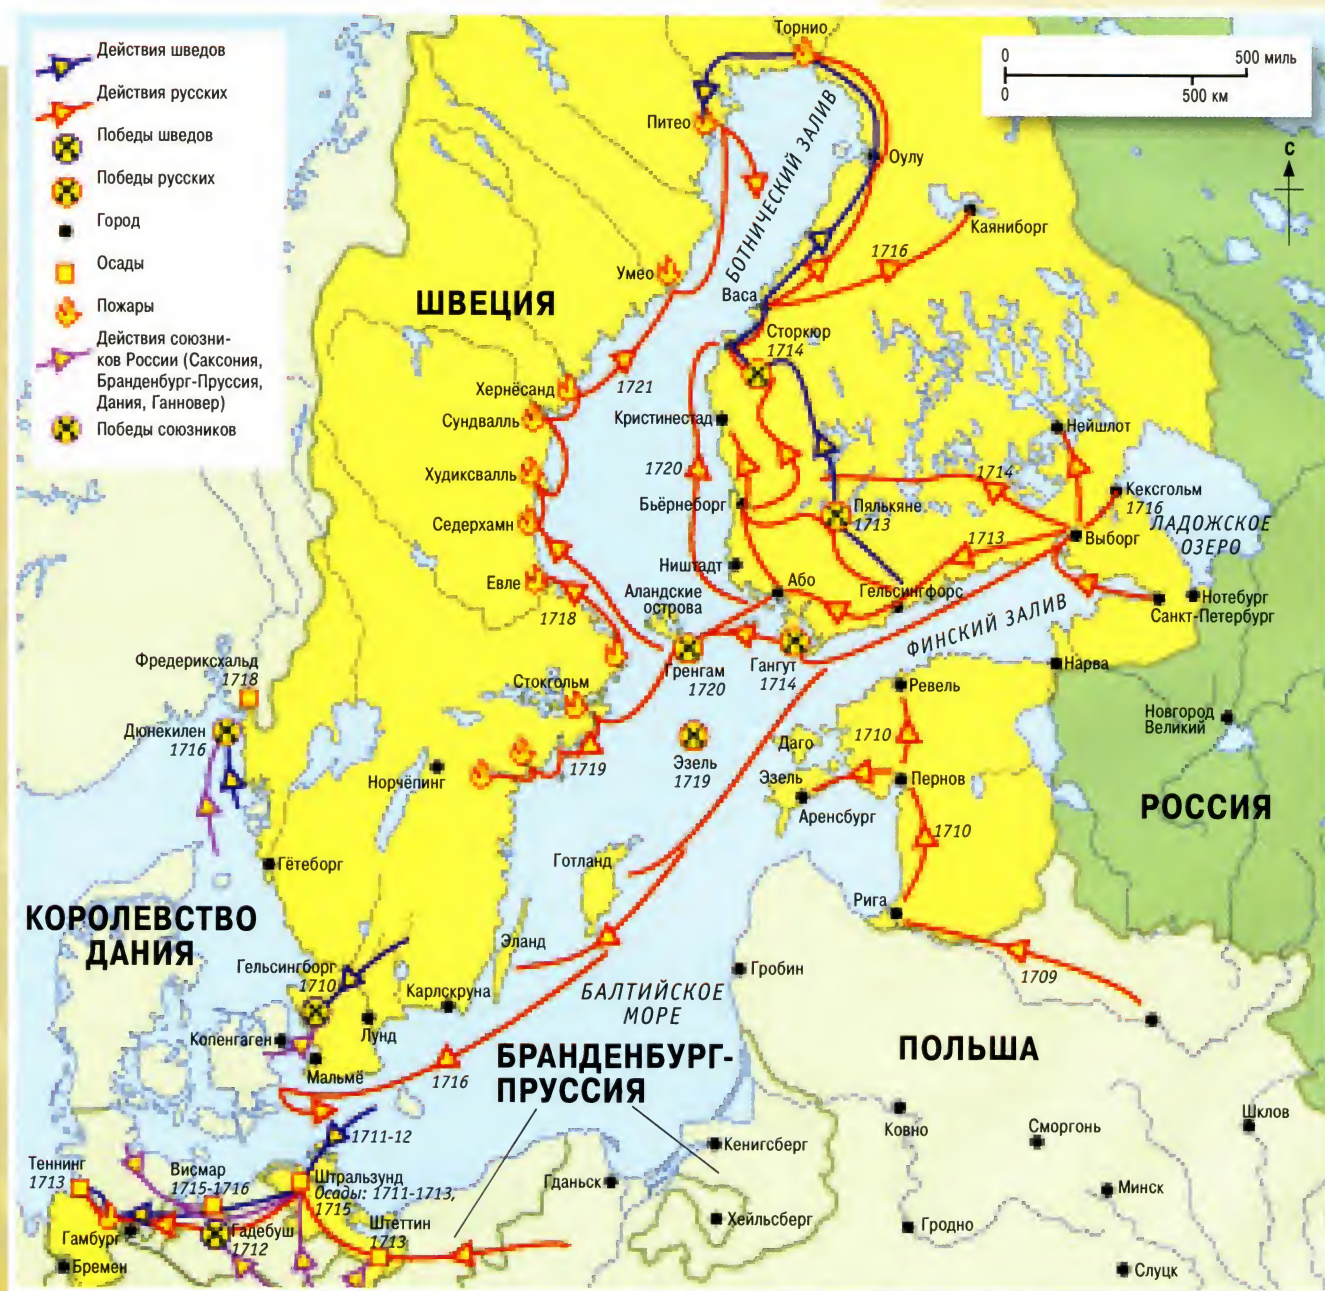 Действия шведов
Действия русских
Победы шведов
Победы русских
Город
Осады
Пожары
Действия союзни-
ков России (Саксония,
Бранденбург-Пруссия,
Дания, Ганновер)
Победы союзников
0
500 миль
0
500 км
С
Торнио
Питео
БОТНИЧЕСКИЙ ЗАЛИВ
Оулу
Каяниборг
1716
Умео
Васа
ШВЕЦИЯ
Сторкюр
1714
1721
Хернёсанд
Сундвалль
Кристинестад
Нейшлот
Худиксвалль
1720
1714
Кексгольм
1716
ЛАДОЖСКОЕ
ОЗЕРО
Бьёрнеборг
Пялькяне
1713
Седерхамн
1713
Выборг
Ништадт
Або
Гельсингфорс
Евле
Аландские
острова
Нотебург
Санкт-Петербург
1718
ФИНСКИЙ ЗАЛИВ
Фредериксхальд
1718
Гренгам
1720
Гангут
1714
Нарва
Стокгольм
Ревель
Дюнекилен
1716
Новгород
Великий
Даго
1710
Эзель
1719
1719
Норчёпинг
Эзель
Пернов
Аренсбург
РОССИЯ
1710
Гётеборг
Готланд
Рига
КОРОЛЕВСТВО
ДАНИЯ
Эланд
Гельсингборг
1710
Гробин
1709
Карлскруна
БАЛТИЙСКОЕ
МОРЕ
Копенгаген
Лунд
Мальмё
БРАНДЕНБУРГ-
ПРУССИЯ
ПОЛЬША
1716
1711-12
Ковно
Сморгонь
Шклов
Кенигсберг
Теннинг
1713
Висмар
1715-1716
Штральзунд
Осады: 1711-1713,
1715
Гданьск
Минск
Хейльсберг
Гродно
Штеттин
1713
Гамбург
Гадебуш
1712
Бремен
Слуцк